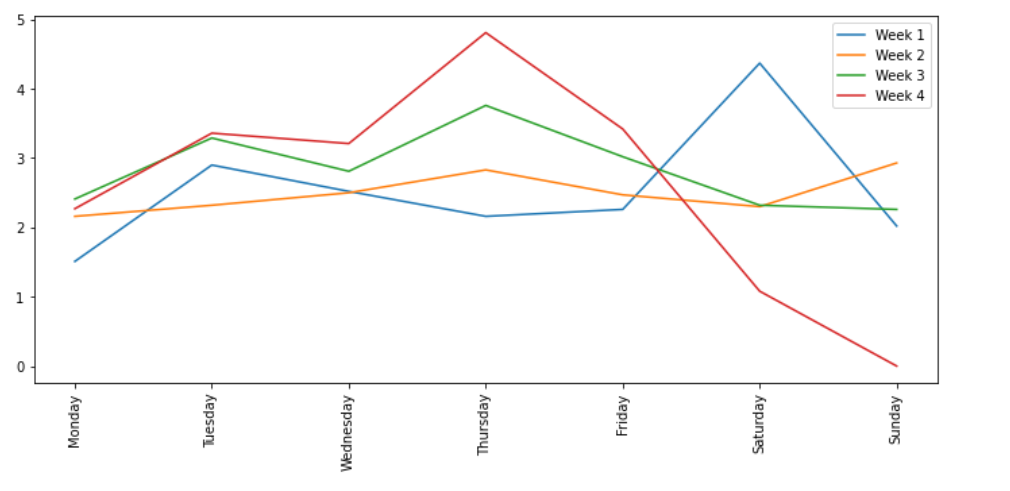 5
4
3
2
1
0
Week 1
Week 2
Week 3
Week 4
Monday
Tuesday
Wednesday
Thursday
Friday
Saturday
Sunday